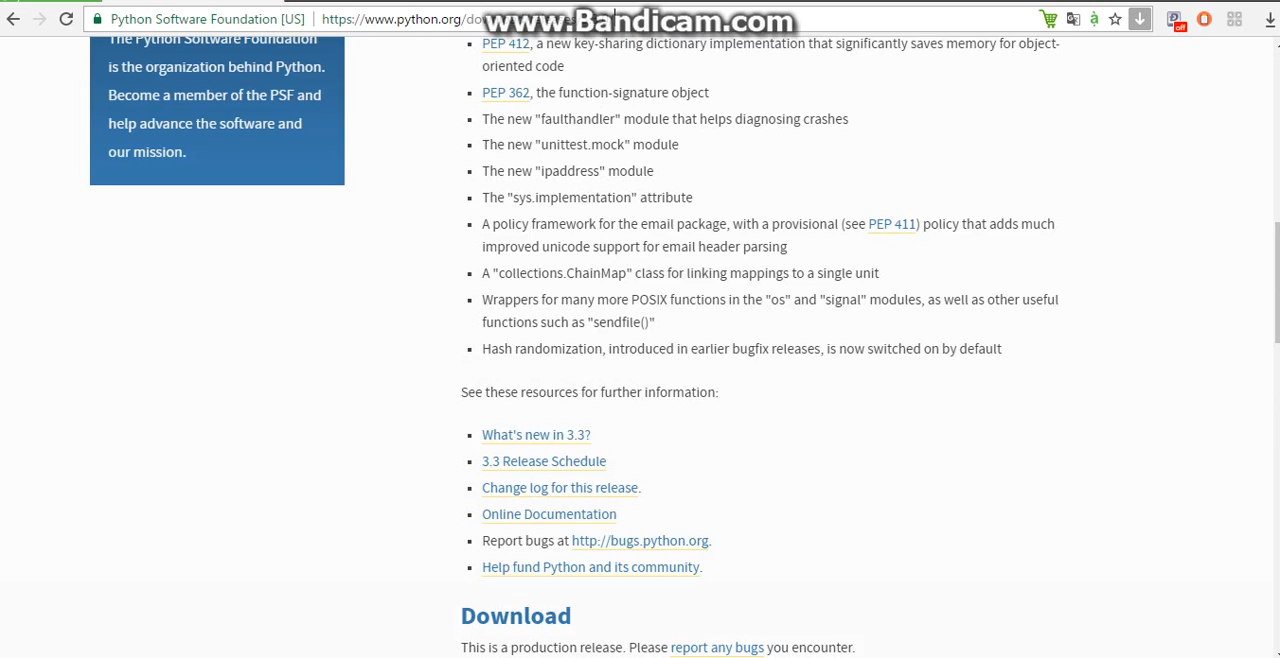 Python Software Foundation [US]
https://www.python.org/do
www.Bandicam.com
off
The Python Software Foundation
is the organization behind Python.
Become a member of the PSF and
help advance the software and
our mission.
PEP 412, a new key-sharing dictionary implementation that significantly saves memory for object-
oriented code
PEP 362, the function-signature object
The new "faulthandler" module that helps diagnosing crashes
The new "unittest.mock" module
The new "ipaddress" module
The "sys.implementation" attribute
A policy framework for the email package, with a provisional (see PEP 411) policy that adds much
improved unicode support for email header parsing
A "collections.ChainMap" class for linking mappings to a single unit
Wrappers for many more POSIX functions in the "os" and "signal" modules, as well as other useful
functions such as "sendfile()"
Hash randomization, introduced in earlier bugfix releases, is now switched on by default
See these resources for further information:
What's new in 3.3?
3.3 Release Schedule
Change log for this release.
Online Documentation
Report bugs at http://bugs.python.org.
Help fund Python and its community.
Download
This is a production release. Please report any bugs you encounter.